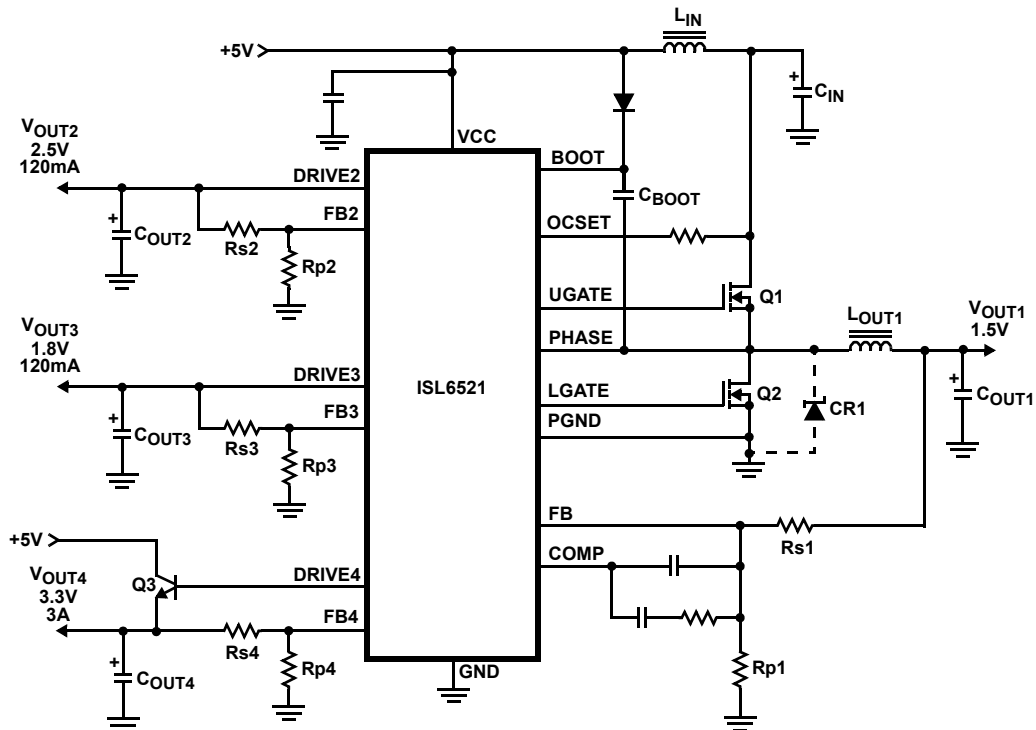 L_IN
+5V
+
C_IN
VCC
V_OUT2
2.5V
120mA
BOOT
DRIVE2
C_BOOT
FB2
+
C_OUT2
Rs2
OCSET
Rp2
UGATE
Q1
V_OUT3
1.8V
120mA
PHASE
L_OUT1
V_OUT1
1.5V
DRIVE3
ISL6521
LGATE
Q2
+
C_OUT1
CR1
FB3
PGND
+
C_OUT3
Rs3
Rp3
FB
+5V
Rs1
COMP
V_OUT4
3.3V
3A
Q3
DRIVE4
FB4
Rs4
+
C_OUT4
Rp4
GND
Rp1